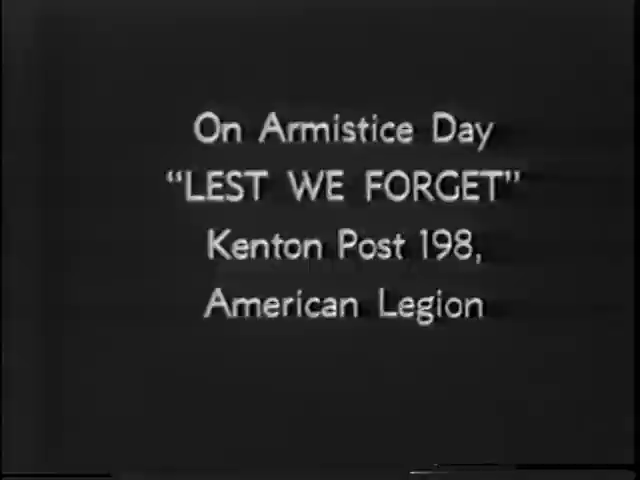 On Armistice Day
“LEST WE FORGET”
Kenton Post 198,
American Legion